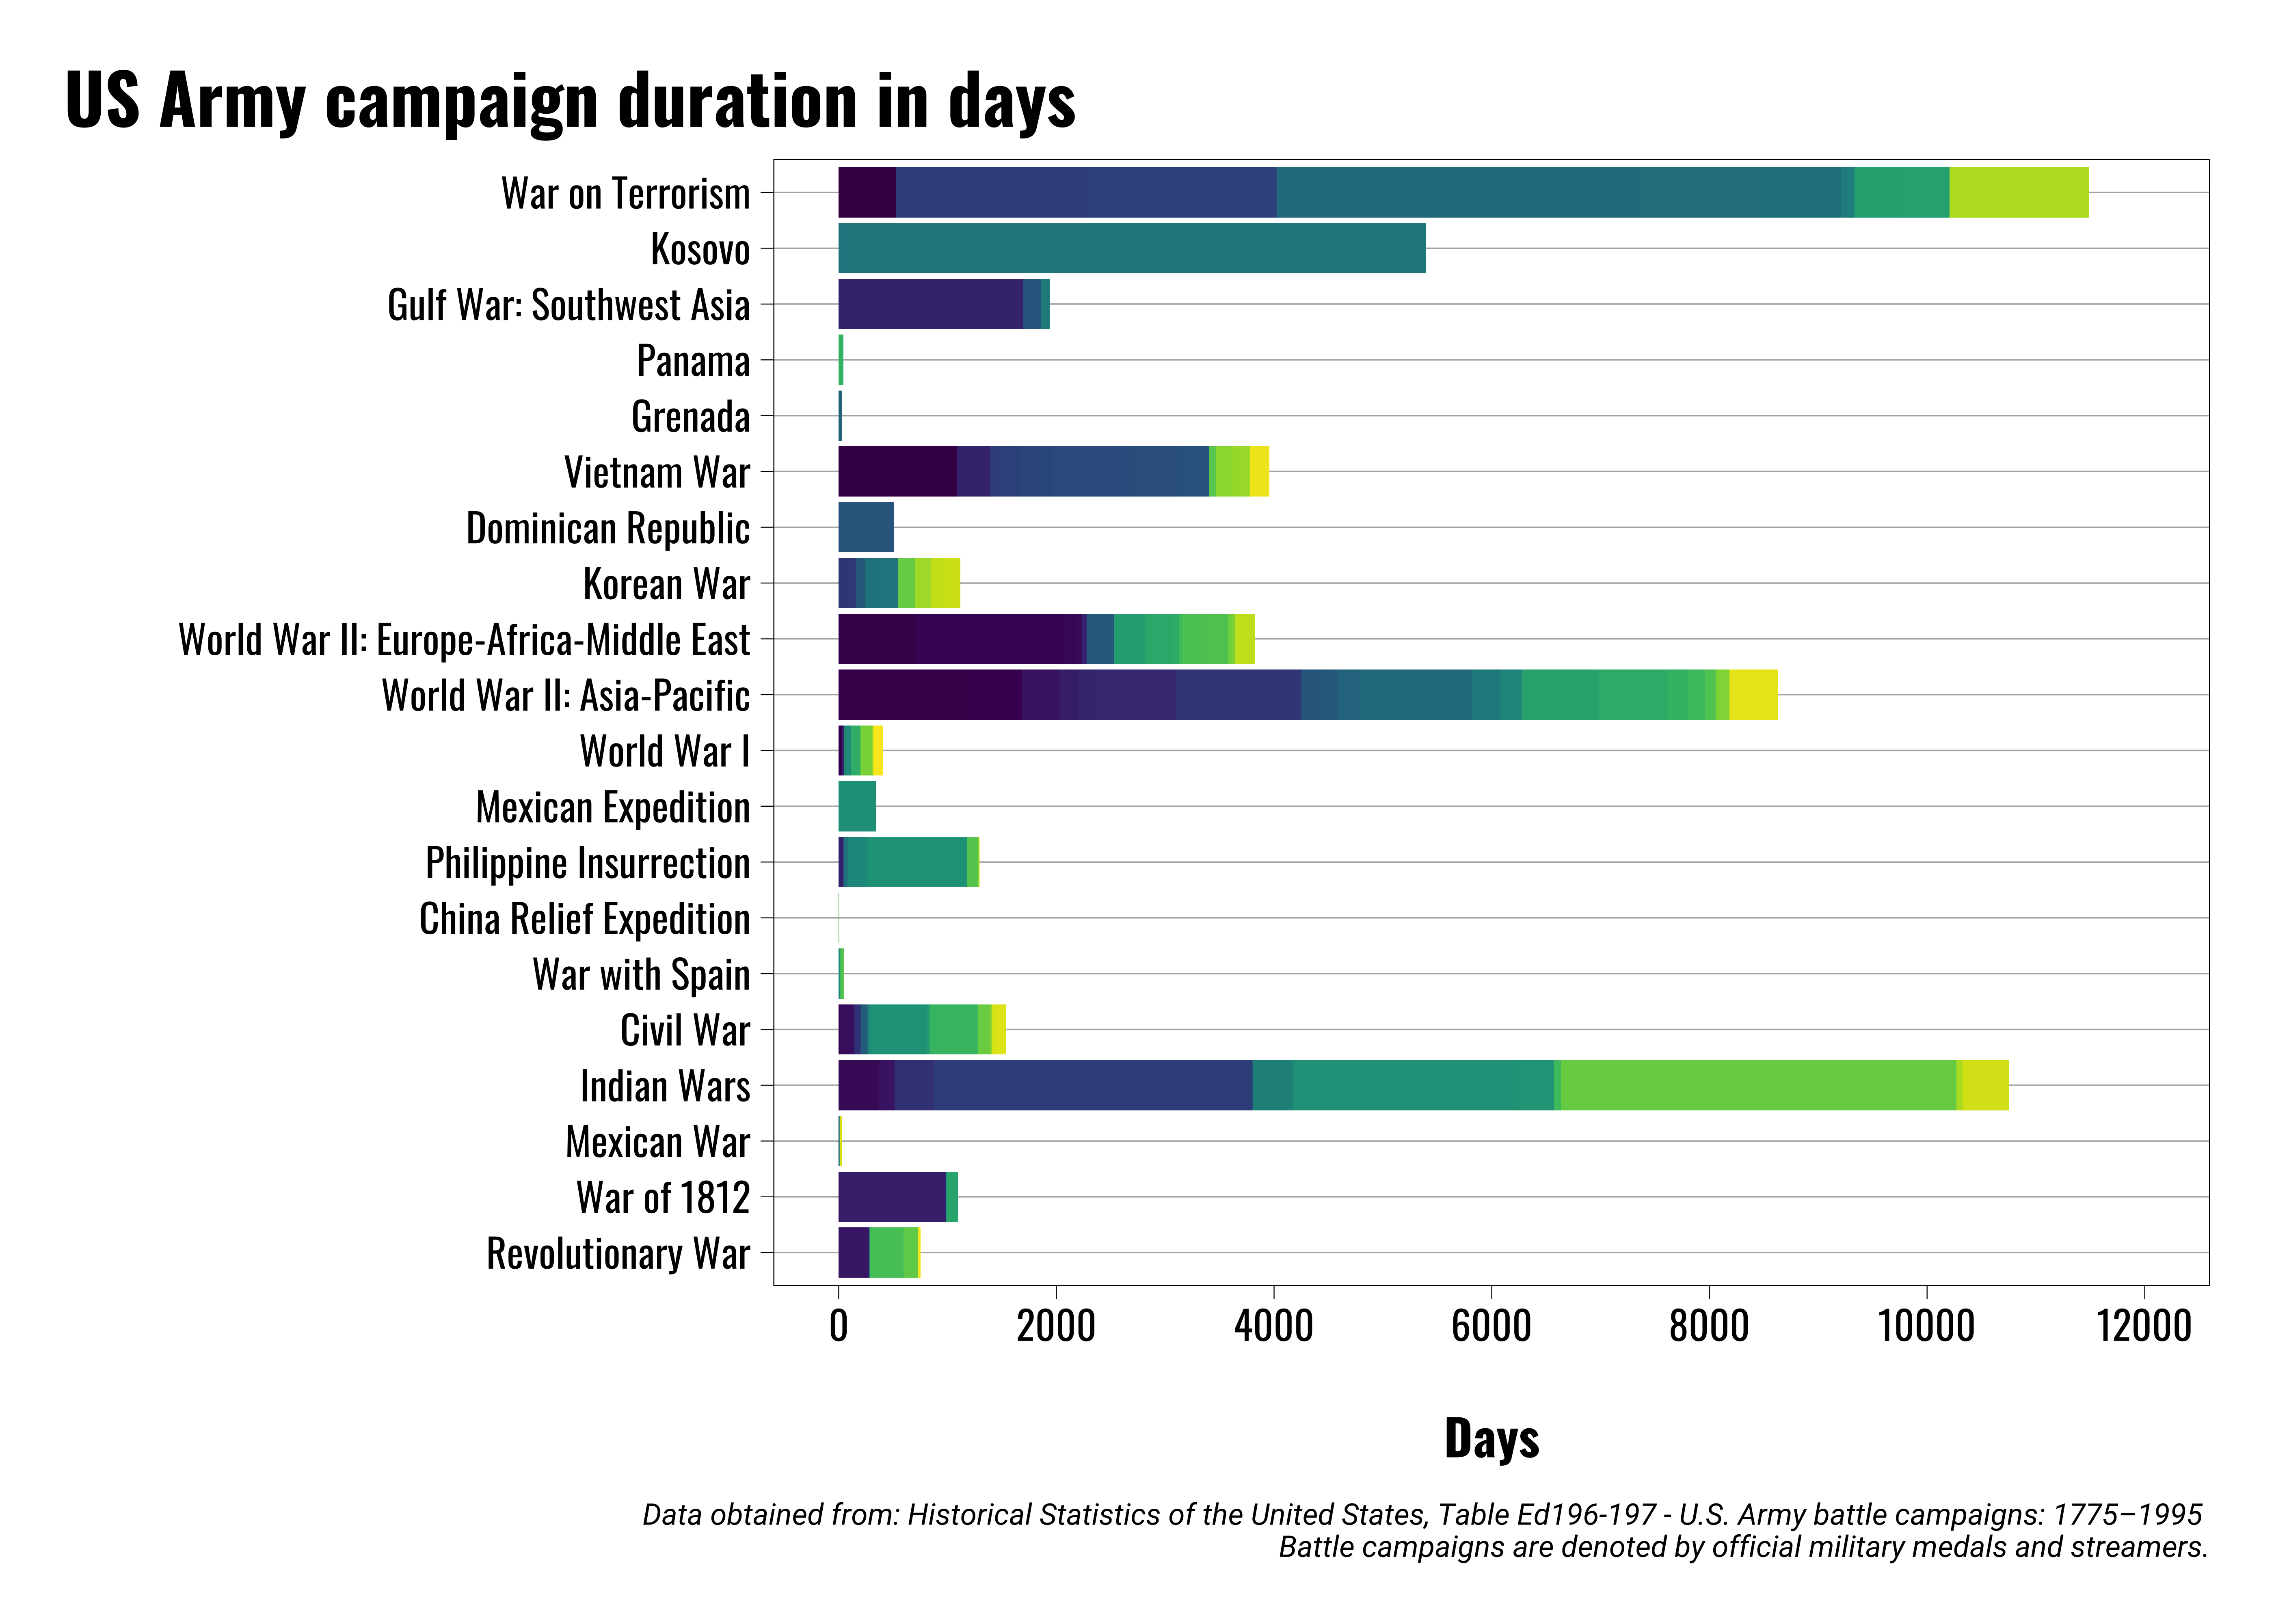 US Army campaign duration in days
War on Terrorism
Kosovo
Gulf War: Southwest Asia
Panama
Grenada
Vietnam War
Dominican Republic
Korean War
World War II: Europe-Africa-Middle East
World War II: Asia-Pacific
World War I
Mexican Expedition
Philippine Insurrection
China Relief Expedition
War with Spain
Civil War
Indian Wars
Mexican War
War of 1812
Revolutionary War
0 2000 4000 6000 8000 10000 12000
Days
Data obtained from: Historical Statistics of the United States, Table Ed196-197 - U.S. Army battle campaigns: 1775–1995
Battle campaigns are denoted by official military medals and streamers.